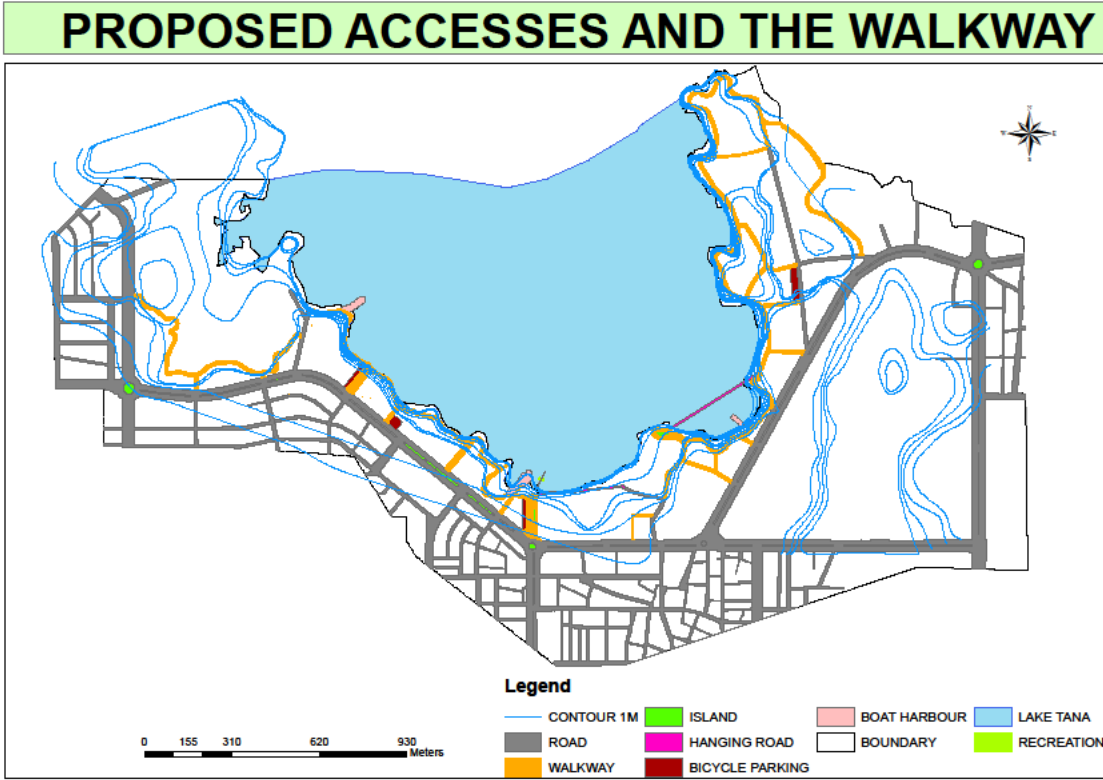 PROPOSED ACCESSES AND THE WALKWAY
Legend
CONTOUR 1M ISLAND BOAT HARBOUR LAKE TANA
ROAD HANGING ROAD BOUNDARY RECREATION
WALKWAY BICYCLE PARKING
0 155 310 620 930
Meters